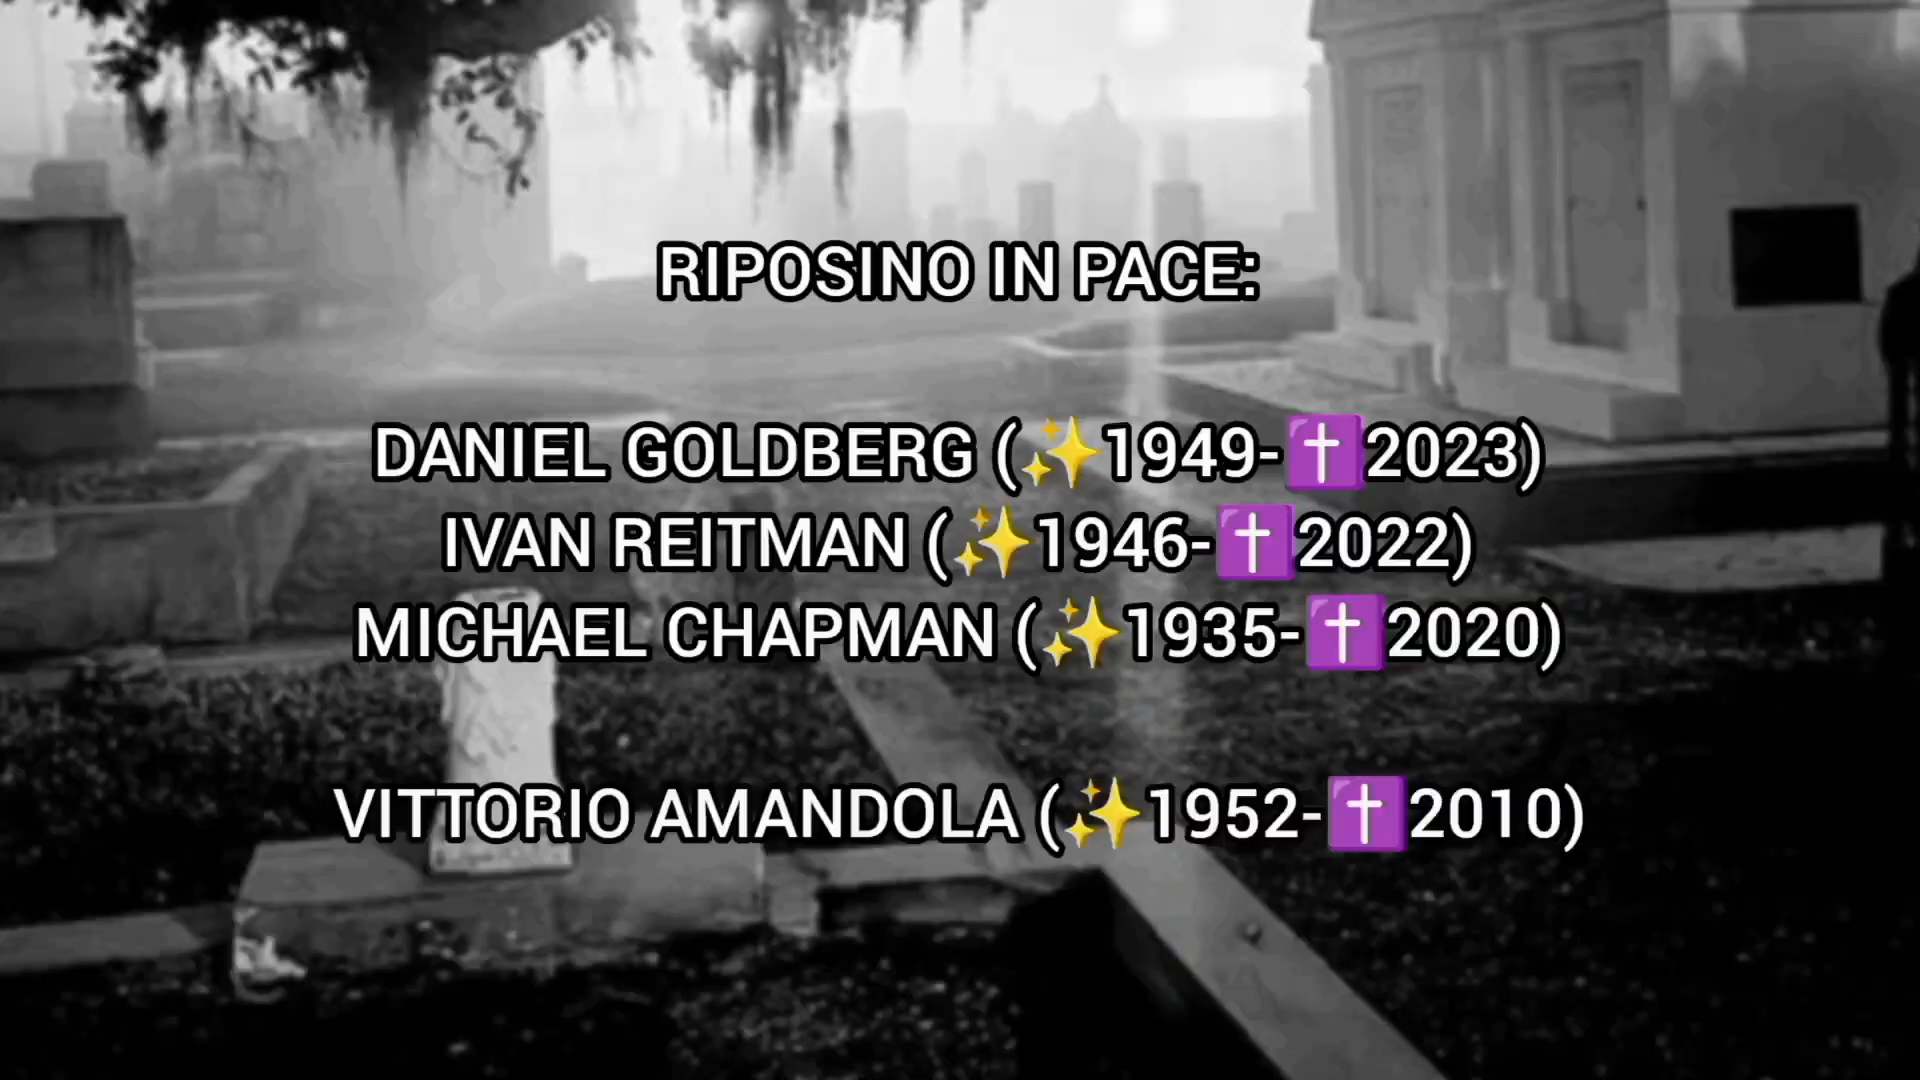 RIPOSINO IN PACE:
DANIEL GOLDBERG (✨1949-✝️2023)
IVAN REITMAN (✨1946-✝️2022)
MICHAEL CHAPMAN (✨1935-✝️2020)
VITTORIO AMANDOLA (✨1952-✝️2010)